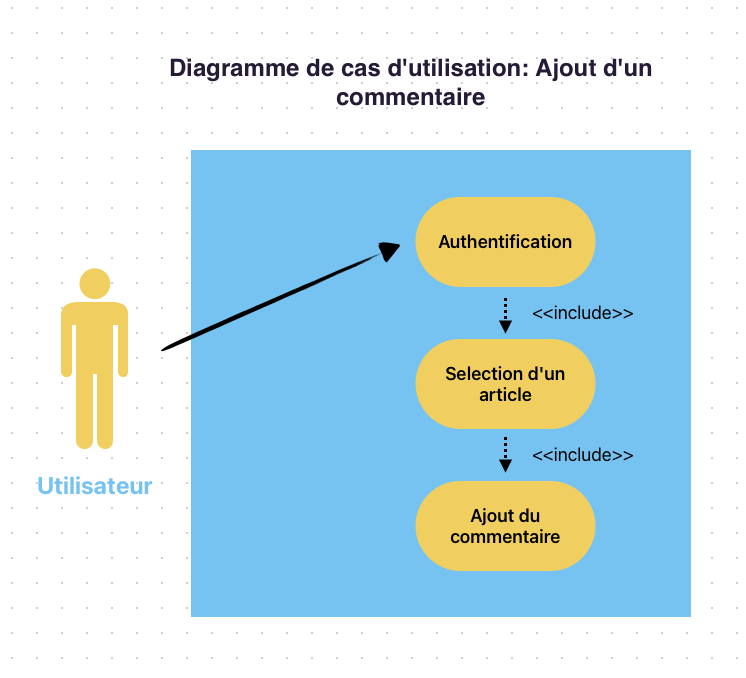 Diagramme de cas d'utilisation: Ajout d'un
commentaire
Authentification
<<include>>
Selection d'un
article
<<include>>
Utilisateur
Ajout du
commentaire